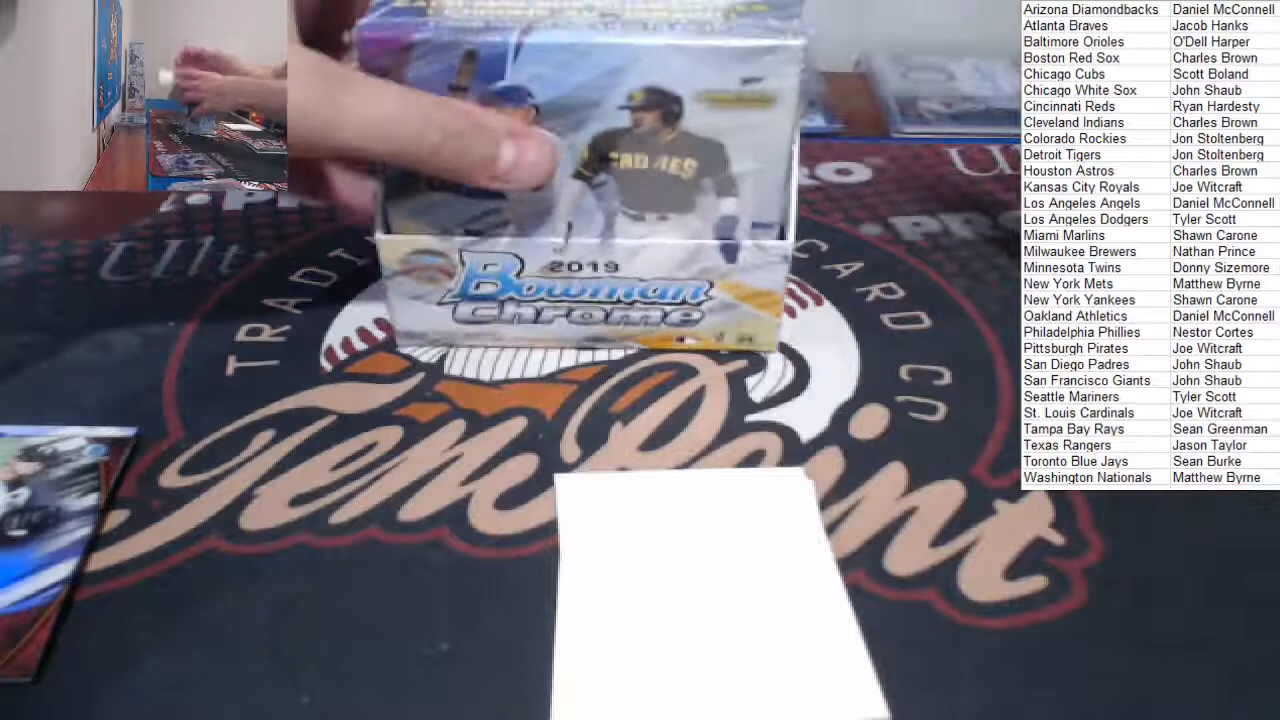 Arizona Diamondbacks Daniel McConnell
Atlanta Braves Jacob Hanks
Baltimore Orioles O'Dell Harper
Boston Red Sox Charles Brown
Chicago Cubs Scott Boland
Chicago White Sox John Shaub
Cincinnati Reds Ryan Hardesty
Cleveland Indians Charles Brown
Colorado Rockies Jon Stoltenberg
Detroit Tigers Jon Stoltenberg
Houston Astros Charles Brown
Kansas City Royals Joe Witcraft
Los Angeles Angels Daniel McConnell
Los Angeles Dodgers Tyler Scott
Miami Marlins Shawn Carone
Milwaukee Brewers Nathan Prince
Minnesota Twins Donny Sizemore
New York Mets Matthew Byrne
New York Yankees Shawn Carone
Oakland Athletics Daniel McConnell
Philadelphia Phillies Nestor Cortes
Pittsburgh Pirates Joe Witcraft
San Diego Padres John Shaub
San Francisco Giants John Shaub
Seattle Mariners Tyler Scott
St. Louis Cardinals Joe Witcraft
Tampa Bay Rays Sean Greenman
Texas Rangers Jason Taylor
Toronto Blue Jays Sean Burke
Washington Nationals Matthew Byrne
PADRES
2019
Bowman
Chrome
Ult
PRO
TRADI
CARD CO
Ten Point